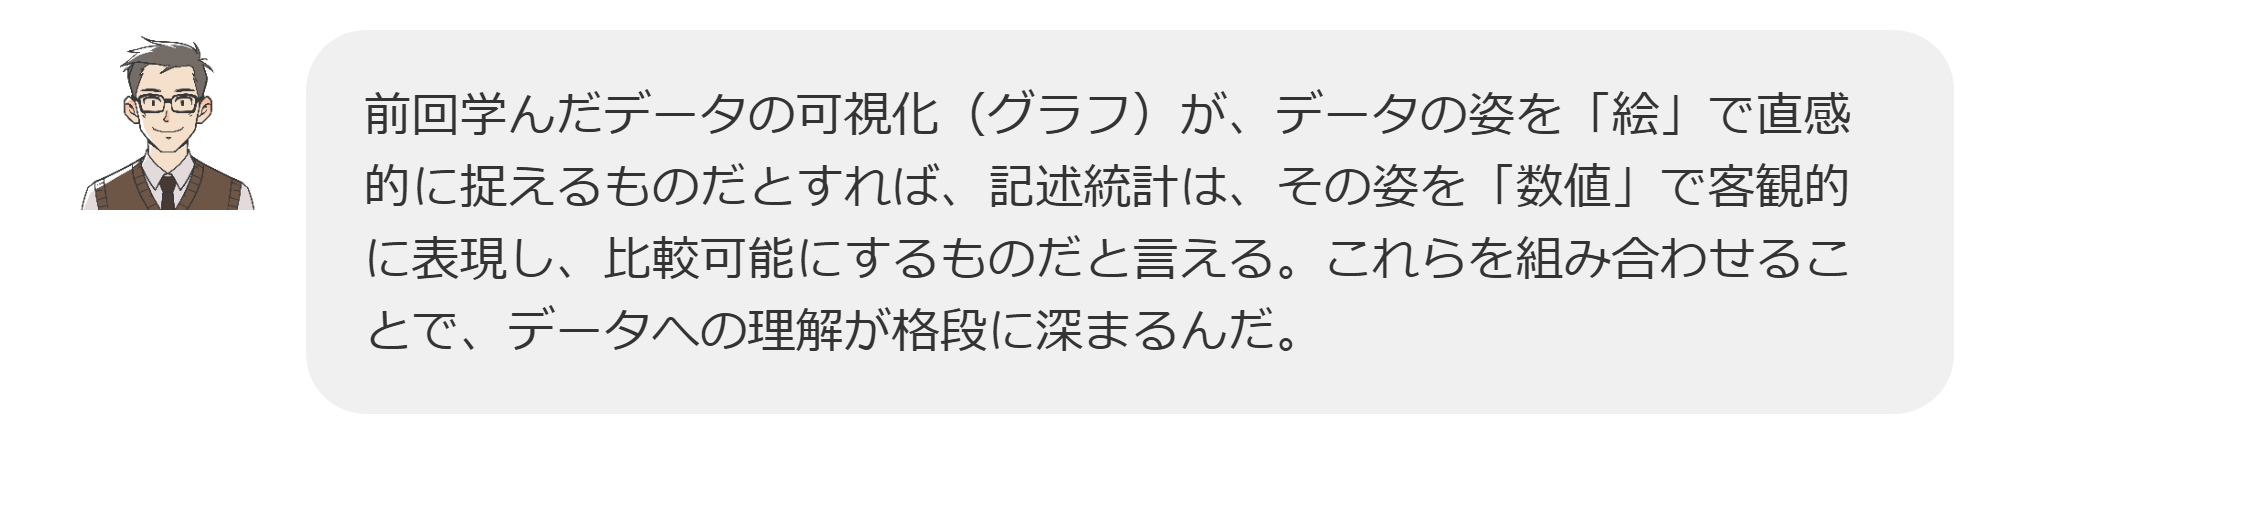 前回学んだデータの可視化（グラフ）が、データの姿を「絵」で直感
的に捉えるものだとすれば、記述統計は、その姿を「数値」で客観的
に表現し、比較可能にするものだと言える。これらを組み合わせるこ
とで、データへの理解が格段に深まるんだ。